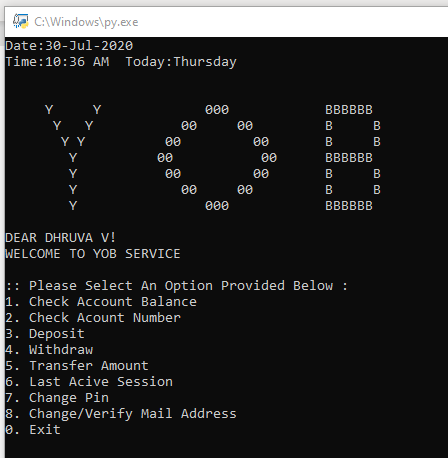 C:\Windows\py.exe
Date:30-Jul-2020
Time:10:36 AM  Today:Thursday
     Y     Y             000            BBBBBB
      Y   Y           00     00         B     B
       Y Y          00         00       B     B
        Y          00           00      BBBBBB
        Y           00         00       B     B
        Y             00     00         B     B
        Y                000            BBBBBB
DEAR DHRUVA V!
WELCOME TO YOB SERVICE
:: Please Select An Option Provided Below :
1. Check Account Balance
2. Check Acount Number
3. Deposit
4. Withdraw
5. Transfer Amount
6. Last Acive Session
7. Change Pin
8. Change/Verify Mail Address
0. Exit